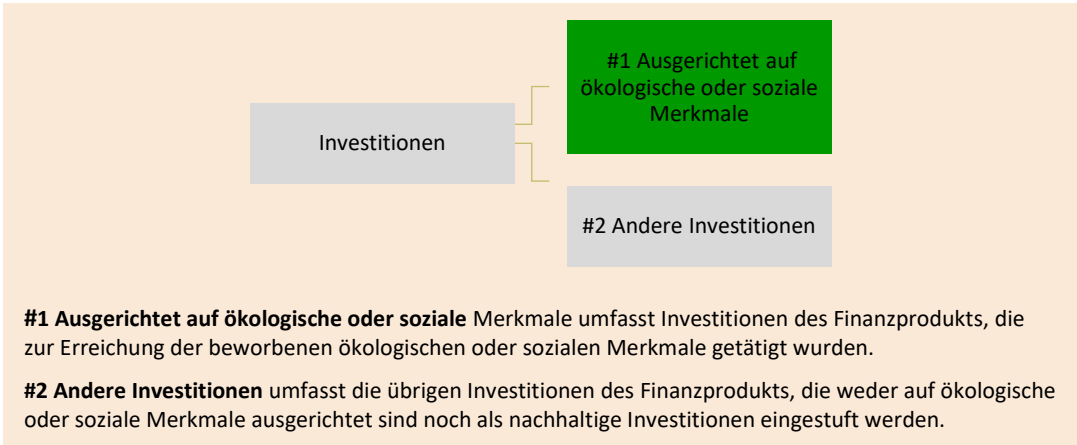 #1 Ausgerichtet auf
ökologische oder soziale
Merkmale
Investitionen
#2 Andere Investitionen
#1 Ausgerichtet auf ökologische oder soziale Merkmale umfasst Investitionen des Finanzprodukts, die
zur Erreichung der beworbenen ökologischen oder sozialen Merkmale getätigt wurden.
#2 Andere Investitionen umfasst die übrigen Investitionen des Finanzprodukts, die weder auf ökologische
oder soziale Merkmale ausgerichtet sind noch als nachhaltige Investitionen eingestuft werden.